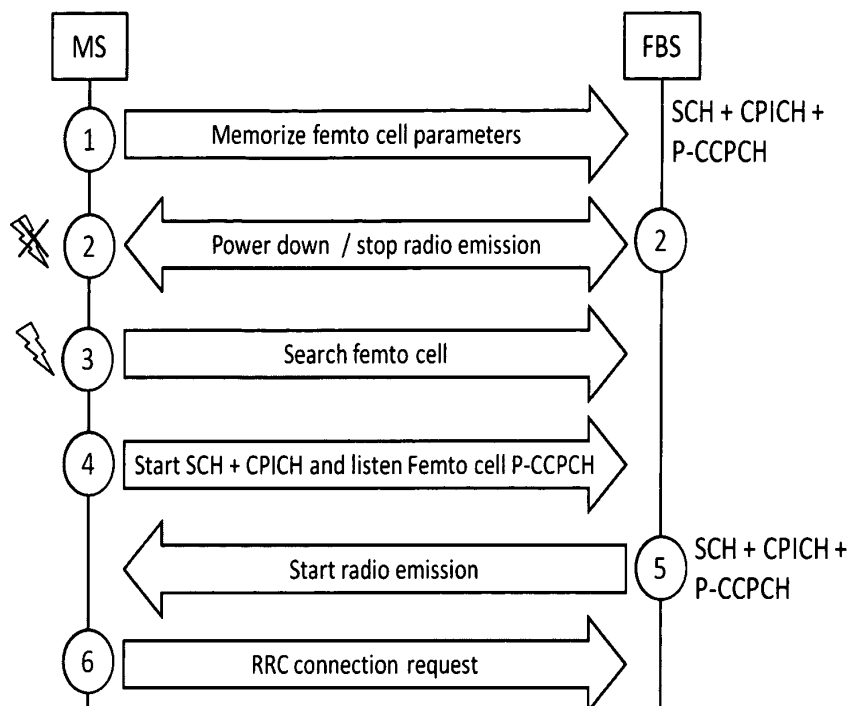 MS
FBS
1
Memorize femto cell parameters
SCH + CPICH +
P-CCPCH
2
Power down / stop radio emission
2
3
Search femto cell
4
Start SCH + CPICH and listen Femto cell P-CCPCH
Start radio emission
5
SCH + CPICH +
P-CCPCH
6
RRC connection request